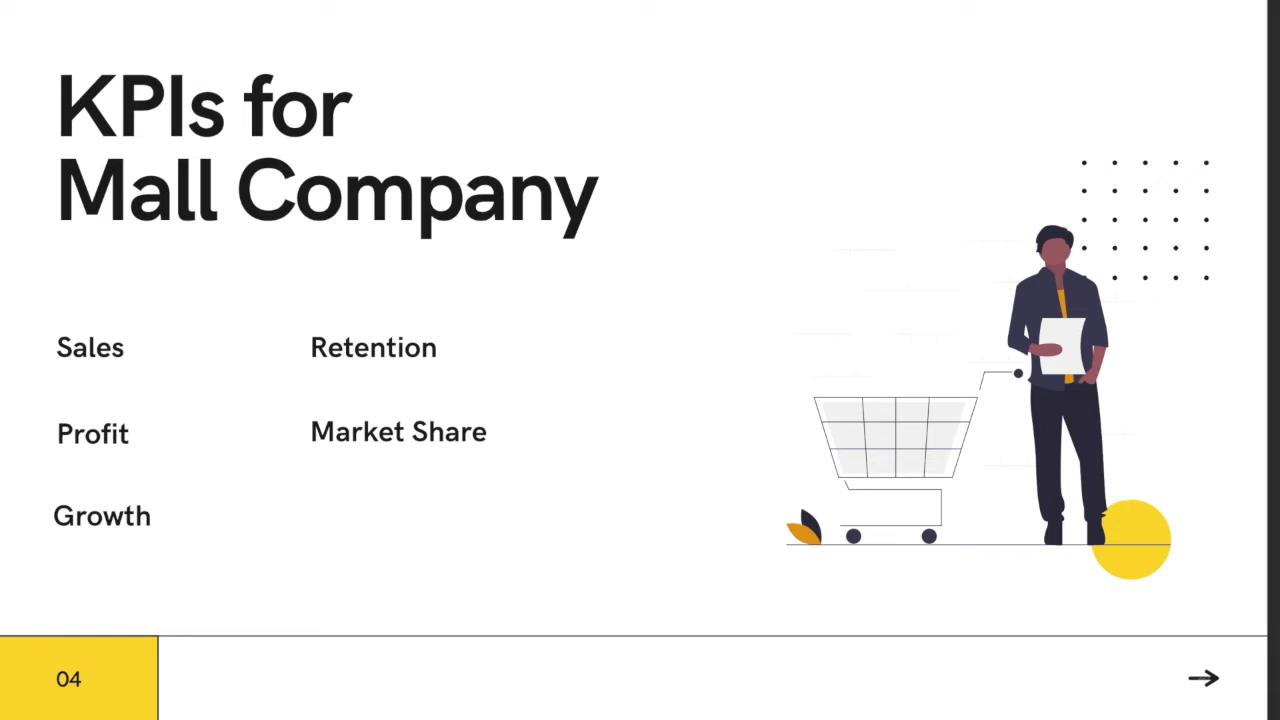 KPIs for
Mall Company
Sales
Retention
Profit
Market Share
Growth
04